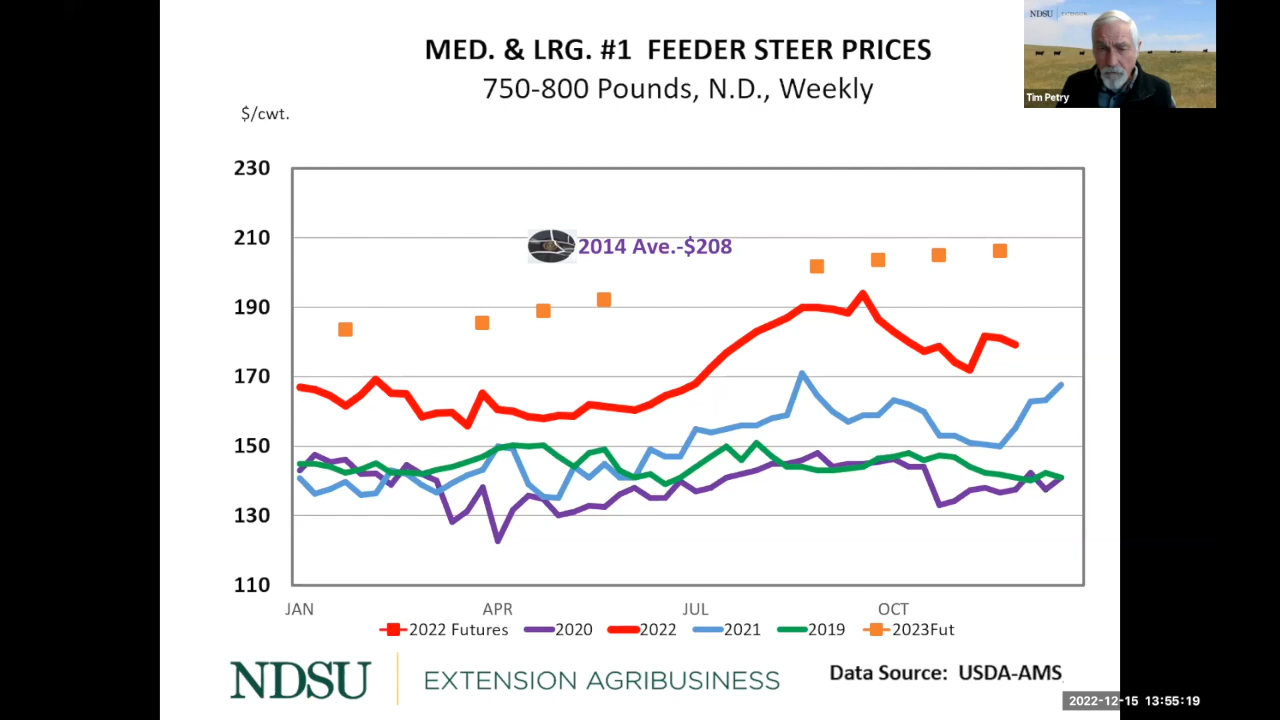 MED. & LRG. #1 FEEDER STEER PRICES
750-800 Pounds, N.D., Weekly
NDSU EXTENSION
Tim Petry
$/cwt.
230
210
190
170
150
130
110
2014 Ave.-$208
JAN APR JUL OCT
2022 Futures 2020 2022 2021 2019 2023Fut
NDSU EXTENSION AGRIBUSINESS
Data Source: USDA-AMS
2022-12-15 13:55:19